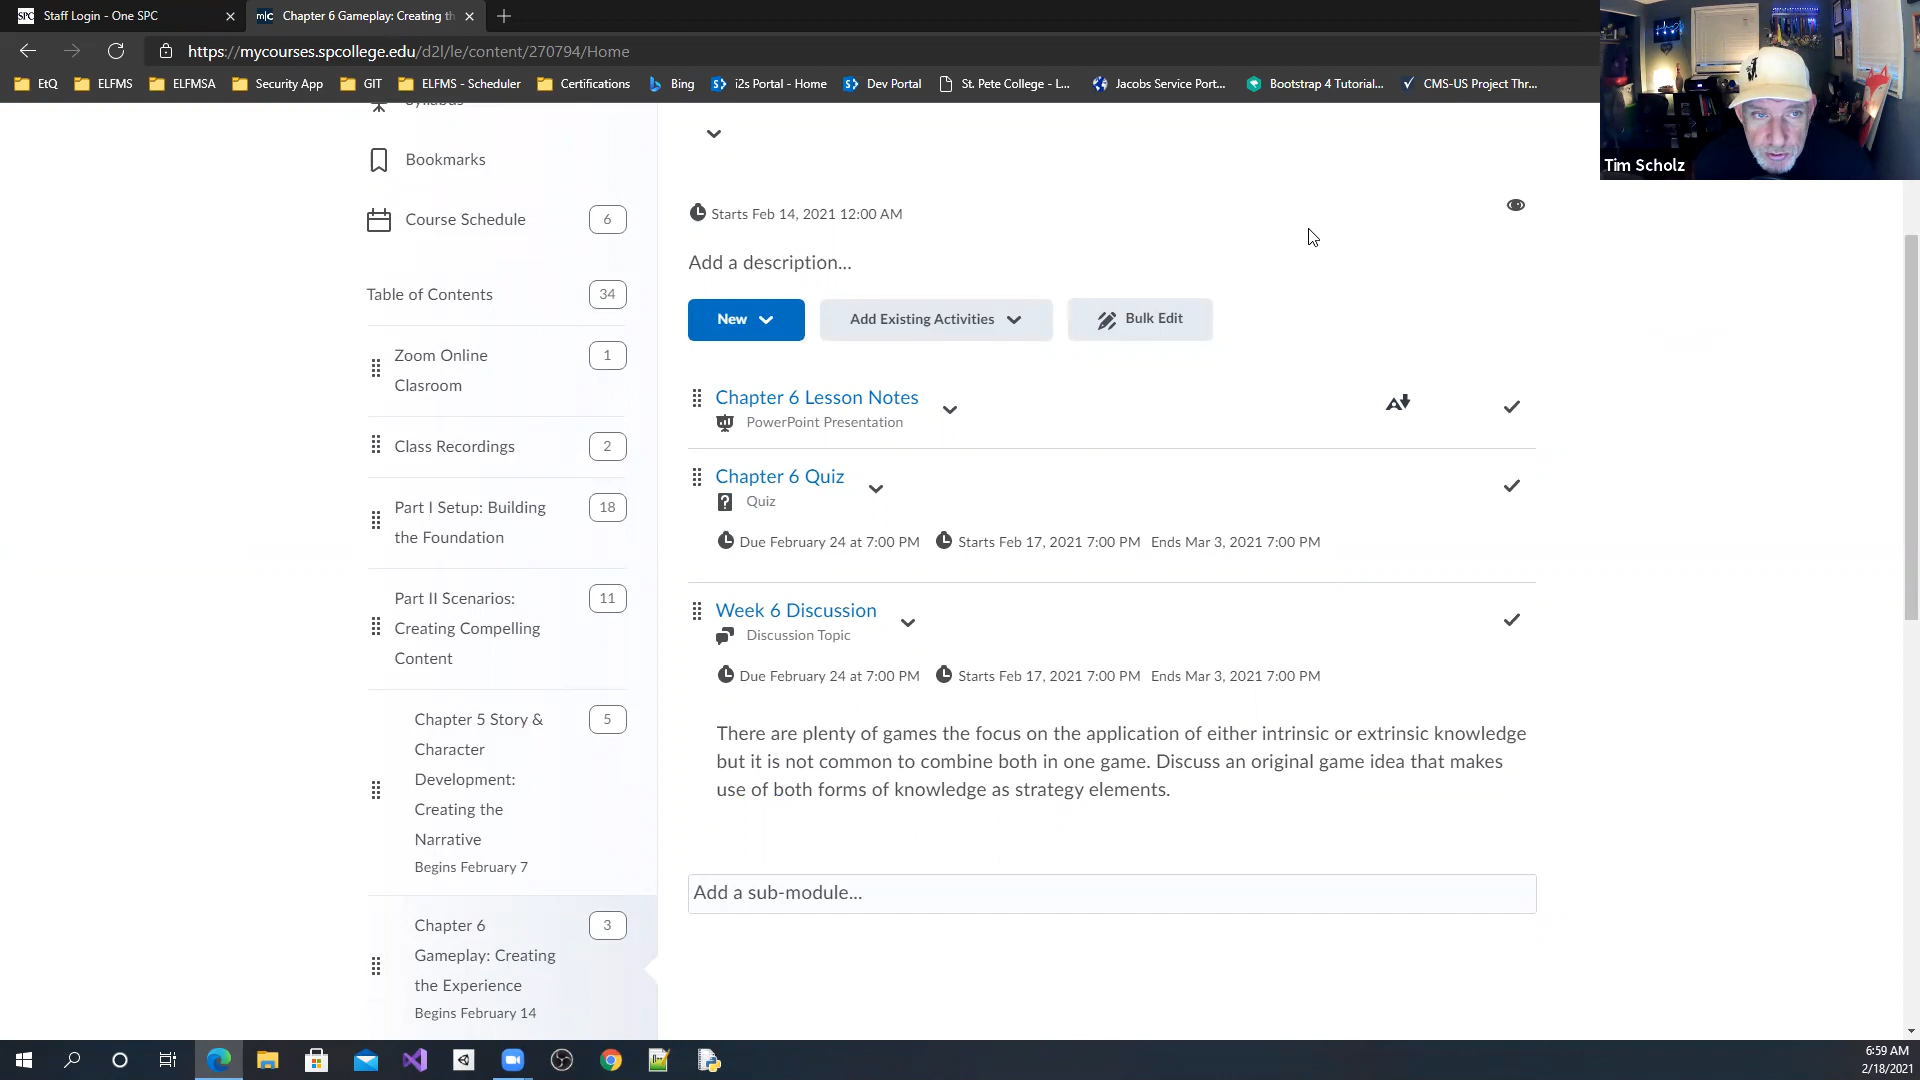 Staff Login - One SPC
Chapter 6 Gameplay: Creating th
https://mycourses.spcollege.edu/d2l/le/content/270794/Home
EtQ
ELFMS
ELFMSA
Security App
GIT
ELFMS - Scheduler
Certifications
Bing
i2s Portal - Home
Dev Portal
St. Pete College - L...
Jacobs Service Port...
Bootstrap 4 Tutorial...
CMS-US Project Thr...
Tim Scholz
Syllabus
Bookmarks
Course Schedule
6
Table of Contents
34
Zoom Online
Clasroom
1
Class Recordings
2
Part I Setup: Building
the Foundation
18
Part II Scenarios:
Creating Compelling
Content
11
Chapter 5 Story &
Character
Development:
Creating the
Narrative
Begins February 7
5
Chapter 6
Gameplay: Creating
the Experience
Begins February 14
3
Starts Feb 14, 2021 12:00 AM
Add a description...
New
Add Existing Activities
Bulk Edit
Chapter 6 Lesson Notes
PowerPoint Presentation
Chapter 6 Quiz
Quiz
Due February 24 at 7:00 PM Starts Feb 17, 2021 7:00 PM Ends Mar 3, 2021 7:00 PM
Week 6 Discussion
Discussion Topic
Due February 24 at 7:00 PM Starts Feb 17, 2021 7:00 PM Ends Mar 3, 2021 7:00 PM
There are plenty of games the focus on the application of either intrinsic or extrinsic knowledge
but it is not common to combine both in one game. Discuss an original game idea that makes
use of both forms of knowledge as strategy elements.
Add a sub-module...
6:59 AM
2/18/2021